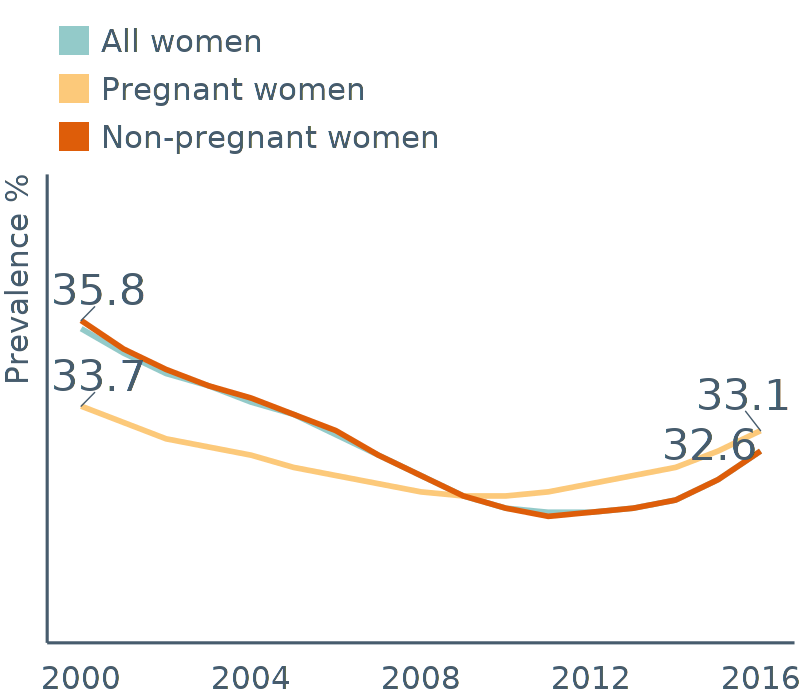 All women
Pregnant women
Non-pregnant women
Prevalence %
35.8
33.7
33.1
32.6
2000 2004 2008 2012 2016